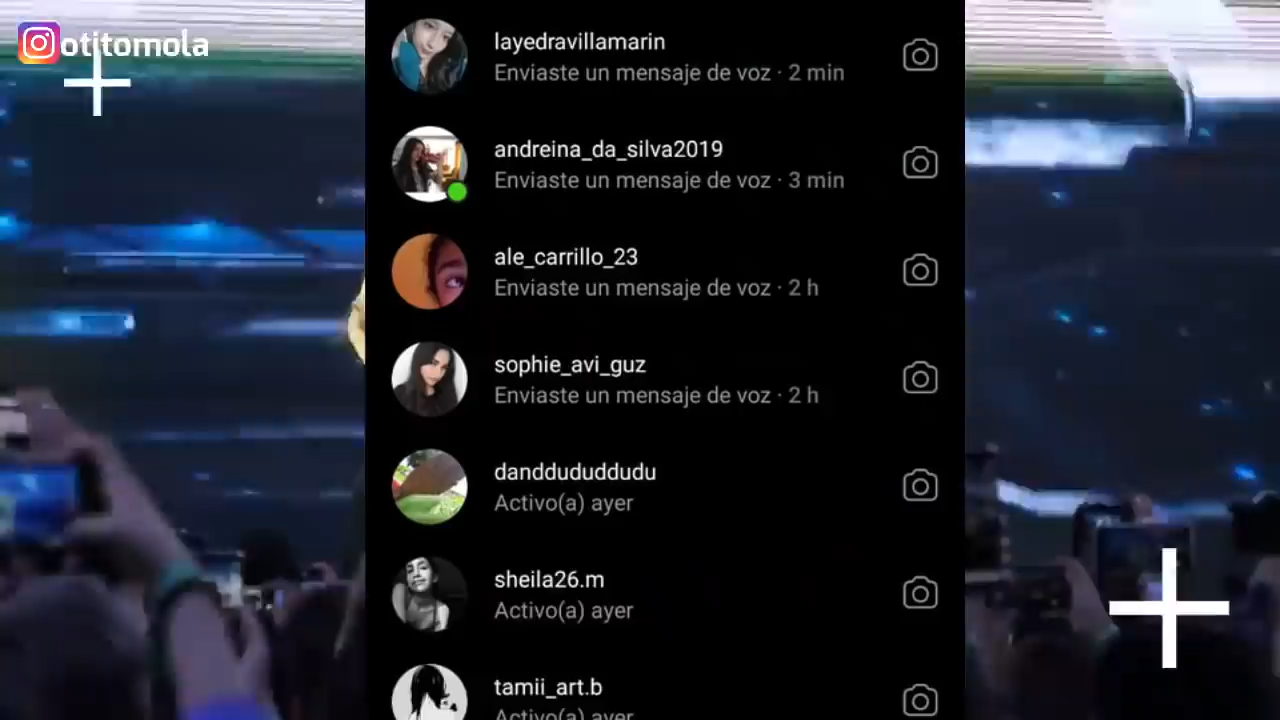 otitomola
layedravillamarin
Enviaste un mensaje de voz · 2 min
andreina_da_silva2019
Enviaste un mensaje de voz · 3 min
ale_carrillo_23
Enviaste un mensaje de voz · 2 h
sophie_avi_guz
Enviaste un mensaje de voz · 2 h
danddududdudu
Activo(a) ayer
sheila26.m
Activo(a) ayer
tamii_art.b
Activo(a) ayer